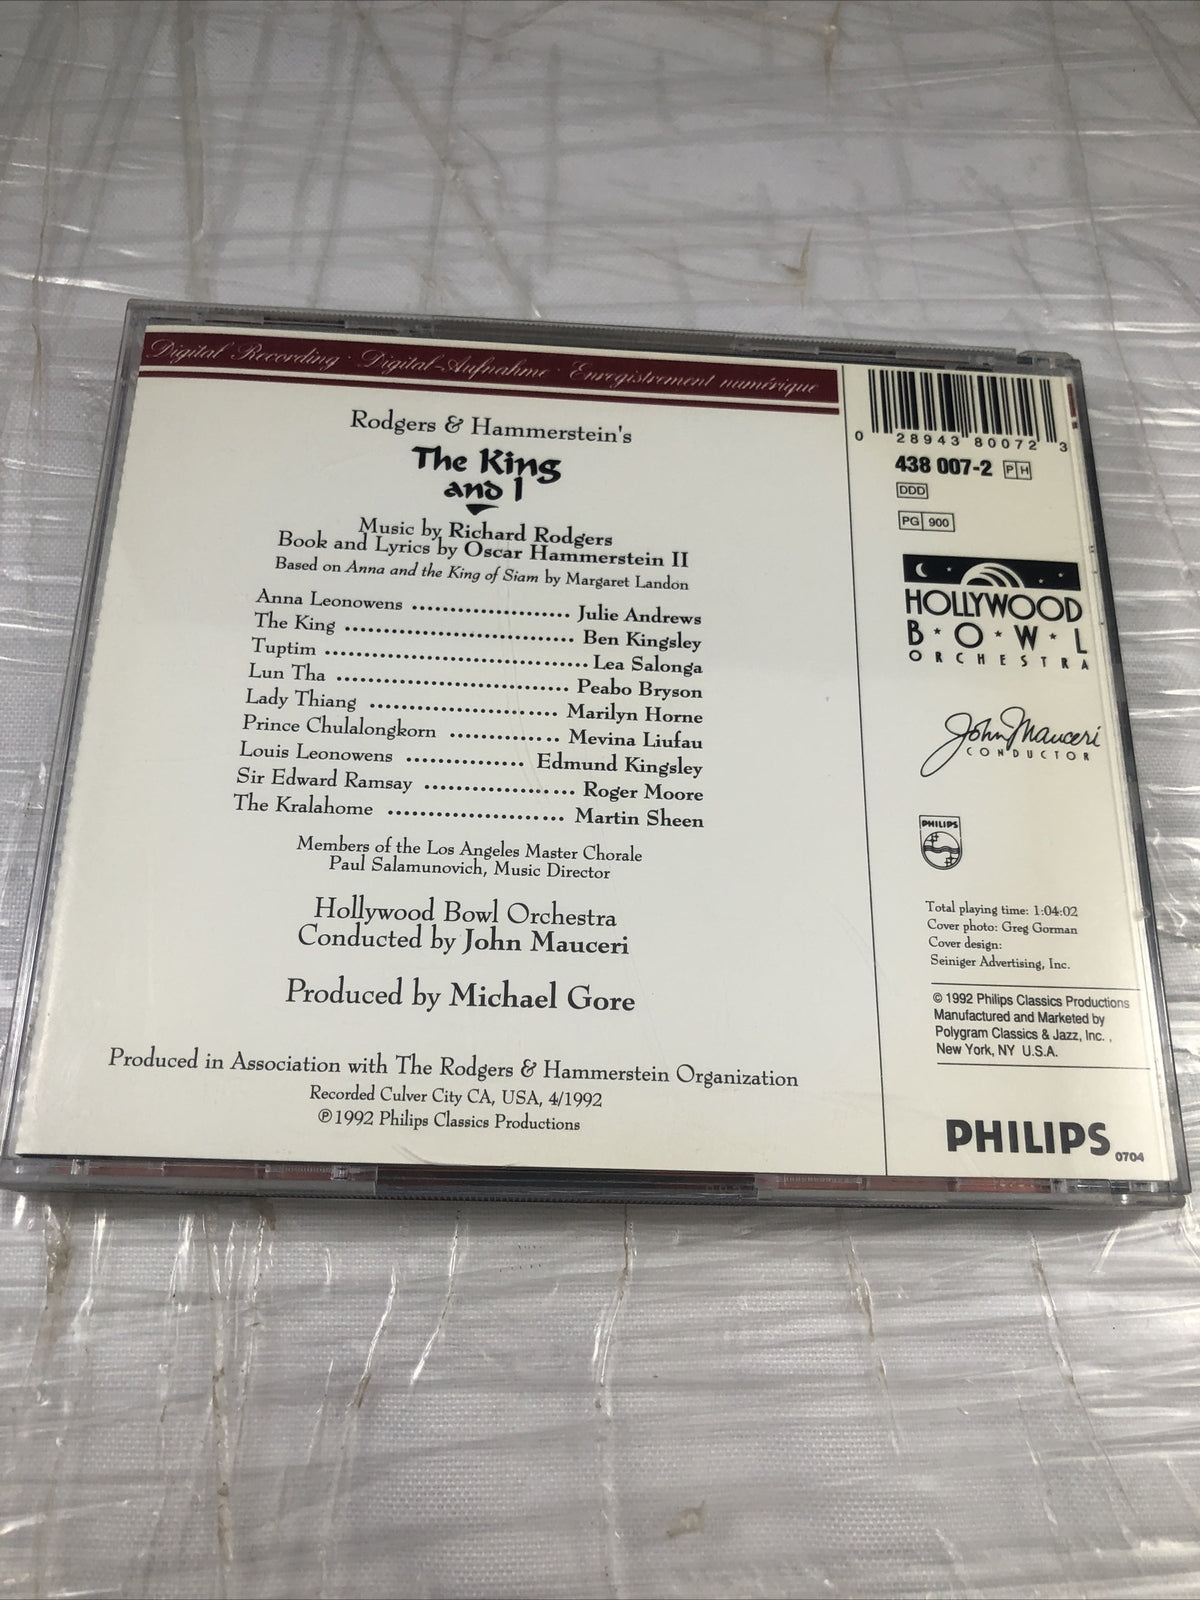 Digital Recording · Digital-Aufnahme · Enregistrement numérique
Rodgers & Hammerstein's
The King
and I
Music by Richard Rodgers
Book and Lyrics by Oscar Hammerstein II
Based on Anna and the King of Siam by Margaret Landon
Anna Leonowens ...................... Julie Andrews
The King ................................ Ben Kingsley
Tuptim .................................... Lea Salonga
Lun Tha ................................ Peabo Bryson
Lady Thiang .......................... Marilyn Horne
Prince Chulalongkorn .............. Mevina Liufau
Louis Leonowens ............... Edmund Kingsley
Sir Edward Ramsay .................... Roger Moore
The Kralahome ........................ Martin Sheen
Members of the Los Angeles Master Chorale
Paul Salamunovich, Music Director
Hollywood Bowl Orchestra
Conducted by John Mauceri
Produced by Michael Gore
Produced in Association with The Rodgers & Hammerstein Organization
Recorded Culver City CA, USA, 4/1992
℗1992 Philips Classics Productions
0 28943 80072 3
438 007-2 PH
DDD
PG 900
HOLLYWOOD
B·O·W·L
ORCHESTRA
John Mauceri
CONDUCTOR
PHILIPS
Total playing time: 1:04:02
Cover photo: Greg Gorman
Cover design:
Seiniger Advertising, Inc.
© 1992 Philips Classics Productions
Manufactured and Marketed by
Polygram Classics & Jazz, Inc. ,
New York, NY U.S.A.
PHILIPS 0704